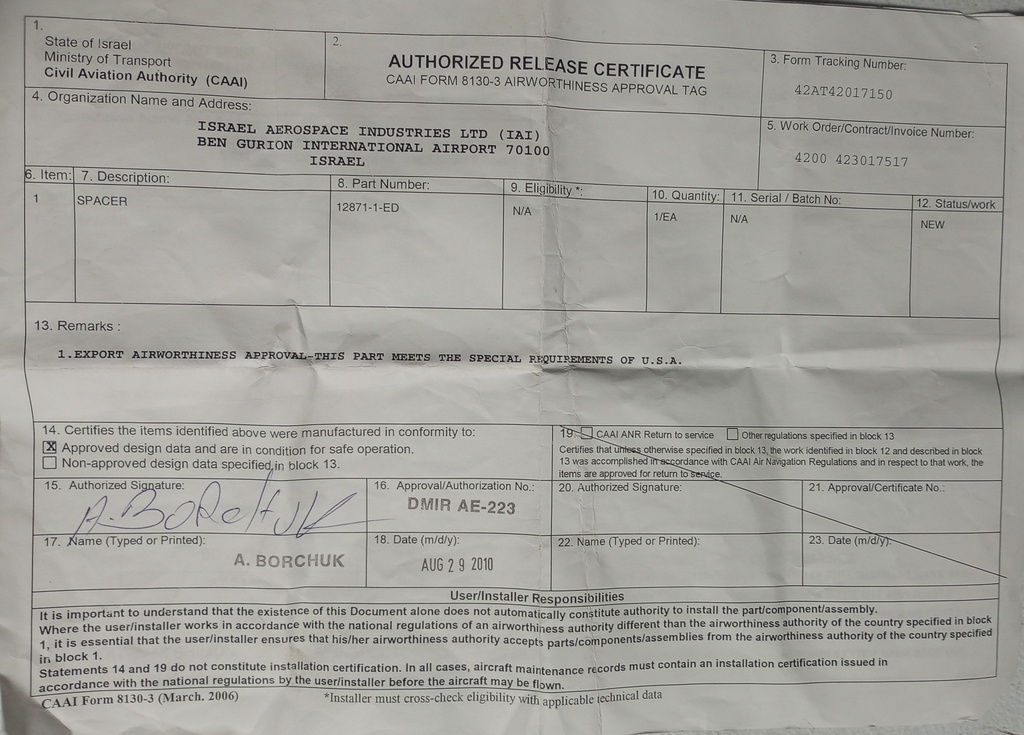 1.
State of Israel
Ministry of Transport
Civil Aviation Authority (CAAI)
2.
AUTHORIZED RELEASE CERTIFICATE
CAAI FORM 8130-3 AIRWORTHINESS APPROVAL TAG
3. Form Tracking Number:
42AT42017150
4. Organization Name and Address:
ISRAEL AEROSPACE INDUSTRIES LTD (IAI)
BEN GURION INTERNATIONAL AIRPORT 70100
ISRAEL
5. Work Order/Contract/Invoice Number:
4200 423017517
6. Item: 7. Description: 8. Part Number: 9. Eligibility *: 10. Quantity: 11. Serial / Batch No: 12. Status/work
1 SPACER 12871-1-ED N/A 1/EA N/A NEW
13. Remarks :
1.EXPORT AIRWORTHINESS APPROVAL-THIS PART MEETS THE SPECIAL REQUIREMENTS OF U.S.A.
14. Certifies the items identified above were manufactured in conformity to:
X Approved design data and are in condition for safe operation.
Non-approved design data specified in block 13.
19. CAAI ANR Return to service Other regulations specified in block 13
Certifies that unless otherwise specified in block 13, the work identified in block 12 and described in block
13 was accomplished in accordance with CAAI Air Navigation Regulations and in respect to that work, the
items are approved for return to service.
15. Authorized Signature:
A. BORCHUK
16. Approval/Authorization No.:
DMIR AE-223
20. Authorized Signature:
21. Approval/Certificate No.:
17. Name (Typed or Printed):
A. BORCHUK
18. Date (m/d/y):
AUG 29 2010
22. Name (Typed or Printed):
23. Date (m/d/y):
User/Installer Responsibilities
It is important to understand that the existence of this Document alone does not automatically constitute authority to install the part/component/assembly.
Where the user/installer works in accordance with the national regulations of an airworthiness authority different than the airworthiness authority of the country specified in block
1, it is essential that the user/installer ensures that his/her airworthiness authority accepts parts/components/assemblies from the airworthiness authority of the country specified
in block 1.
Statements 14 and 19 do not constitute installation certification. In all cases, aircraft maintenance records must contain an installation certification issued in
accordance with the national regulations by the user/installer before the aircraft may be flown.
CAAI Form 8130-3 (March. 2006) *Installer must cross-check eligibility with applicable technical data